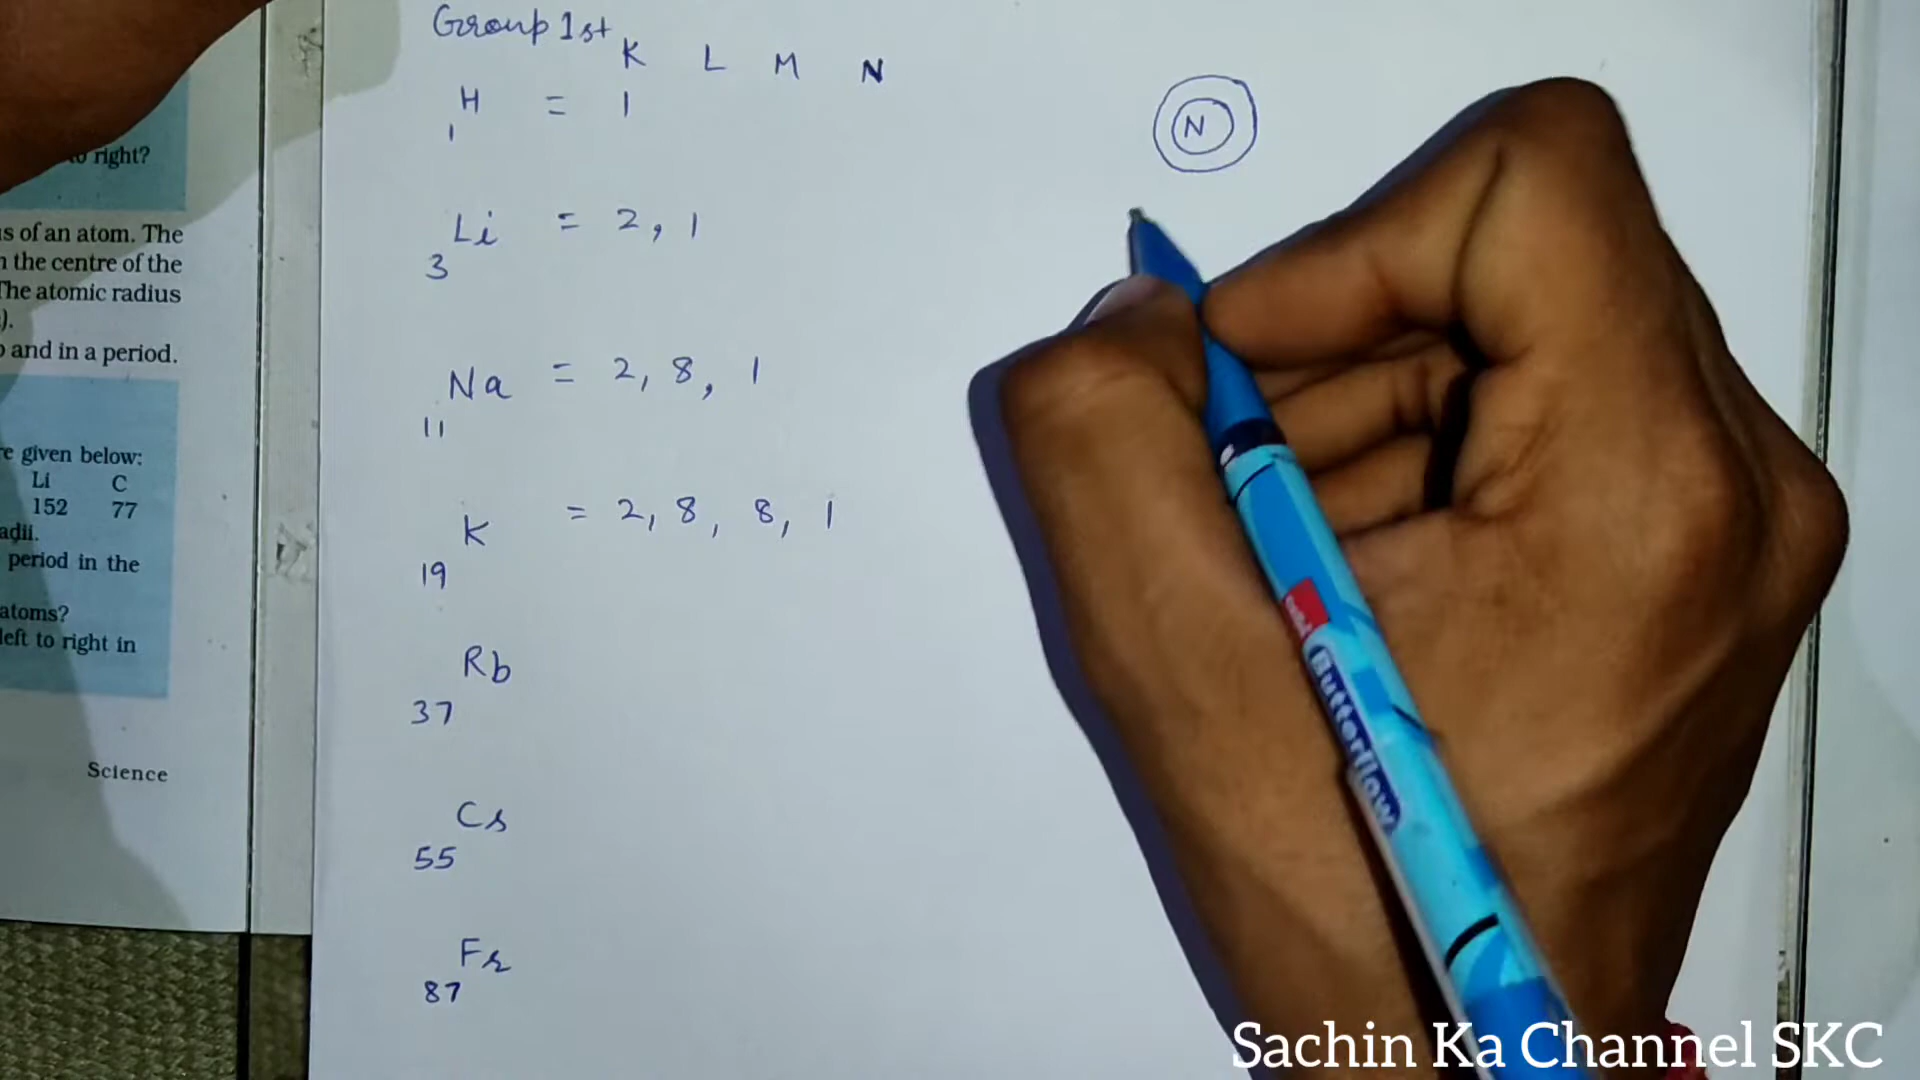 Group 1st
K L M N
H = 1
1
N
Li = 2, 1
3
Na = 2, 8, 1
11
K = 2, 8, 8, 1
19
Rb
37
Cs
55
Fr
87
right?
s of an atom. The
the centre of the
The atomic radius
).
and in a period.
given below:
Li C
152 77
adii.
period in the
atoms?
left to right in
Science
Butterflow
Sachin Ka Channel SKC